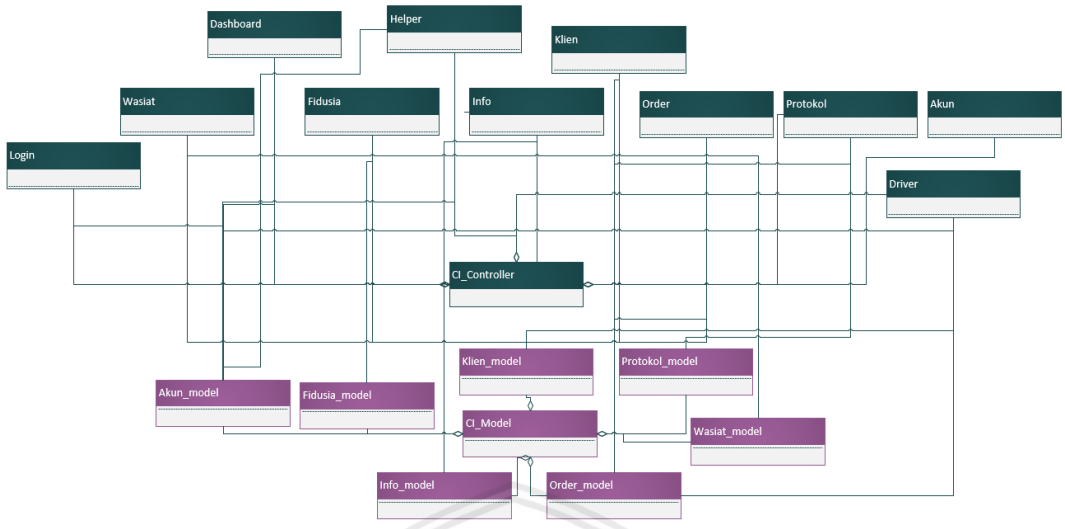 Dashboard
Helper
Klien
Wasiat
Fidusia
Info
Order
Protokol
Akun
Login
Driver
CI_Controller
Klien_model
Protokol_model
Akun_model
Fidusia_model
CI_Model
Wasiat_model
Info_model
Order_model